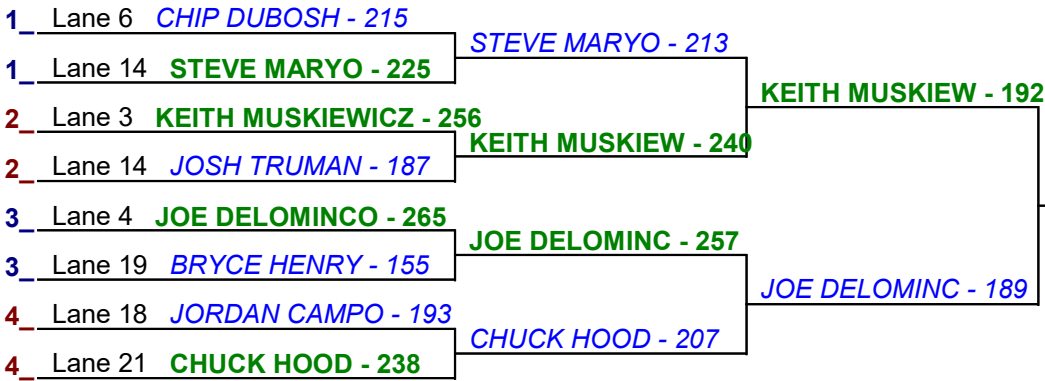 1_ Lane 6 CHIP DUBOSH - 215
STEVE MARYO - 213
1_ Lane 14 STEVE MARYO - 225
KEITH MUSKIEW - 192
2_ Lane 3 KEITH MUSKIEWICZ - 256
KEITH MUSKIEW - 240
2_ Lane 14 JOSH TRUMAN - 187
3_ Lane 4 JOE DELOMINCO - 265
JOE DELOMINC - 257
3_ Lane 19 BRYCE HENRY - 155
JOE DELOMINC - 189
4_ Lane 18 JORDAN CAMPO - 193
CHUCK HOOD - 207
4_ Lane 21 CHUCK HOOD - 238